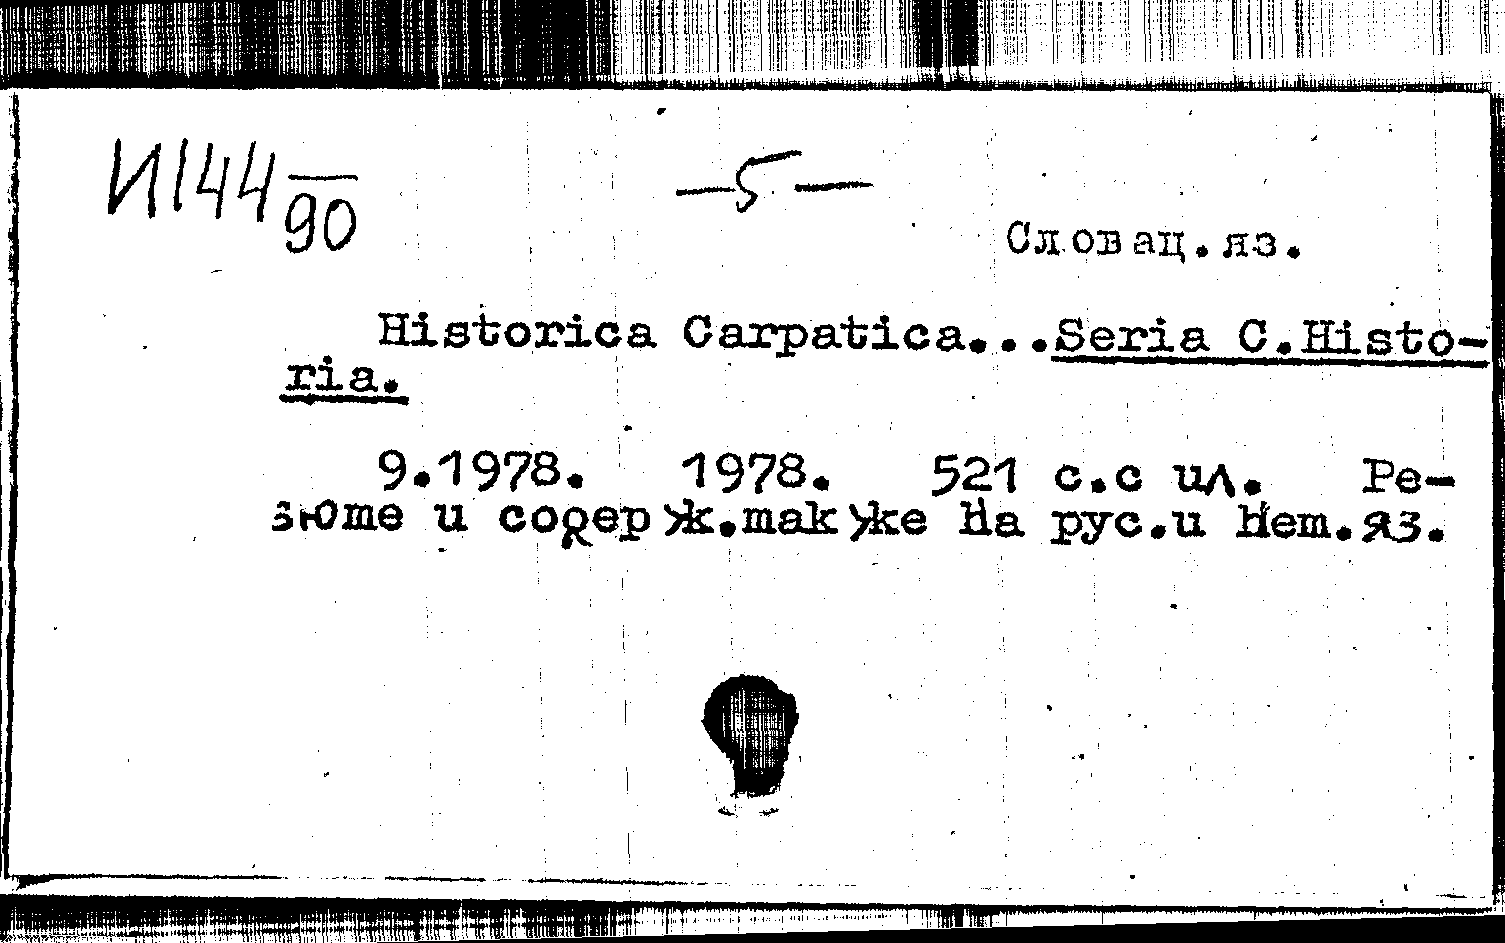 И144/90
— 5 —
Словац.яз.
Historica Carpatica...Seria C.Histo-
ria.
9.1978. 1978. 521 с.с ил. Ре-
зюме и содерж.также на рус.и нем.яз.